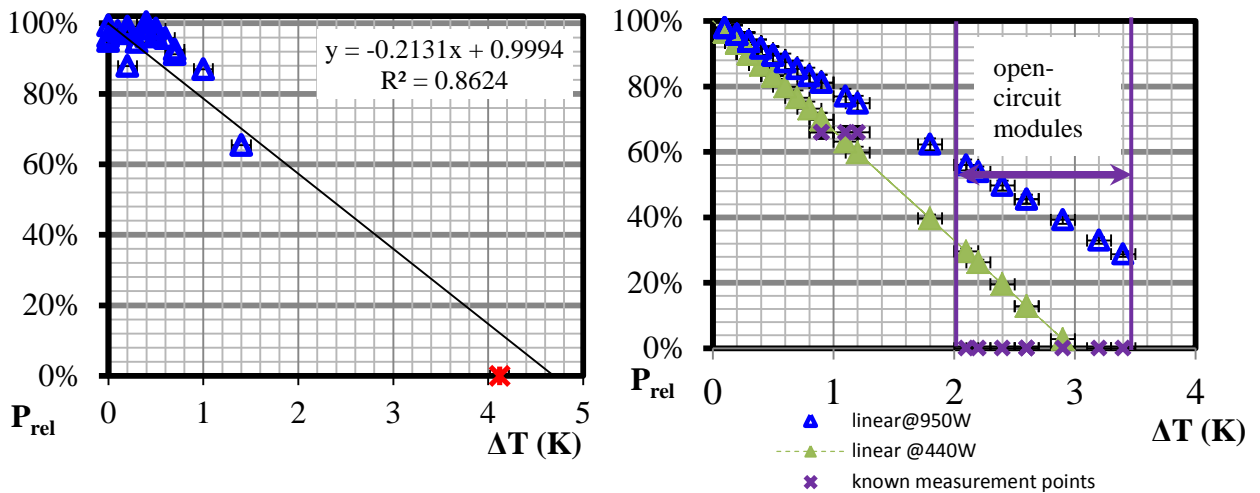 100%
80%
60%
40%
20%
0%
P rel
0 1 2 3 4 5
ΔT (K)
y = -0.2131x + 0.9994
R² = 0.8624
100%
80%
60%
40%
20%
0%
P rel
0 1 2 3 4
ΔT (K)
open-
circuit
modules
linear@950W
linear @440W
known measurement points